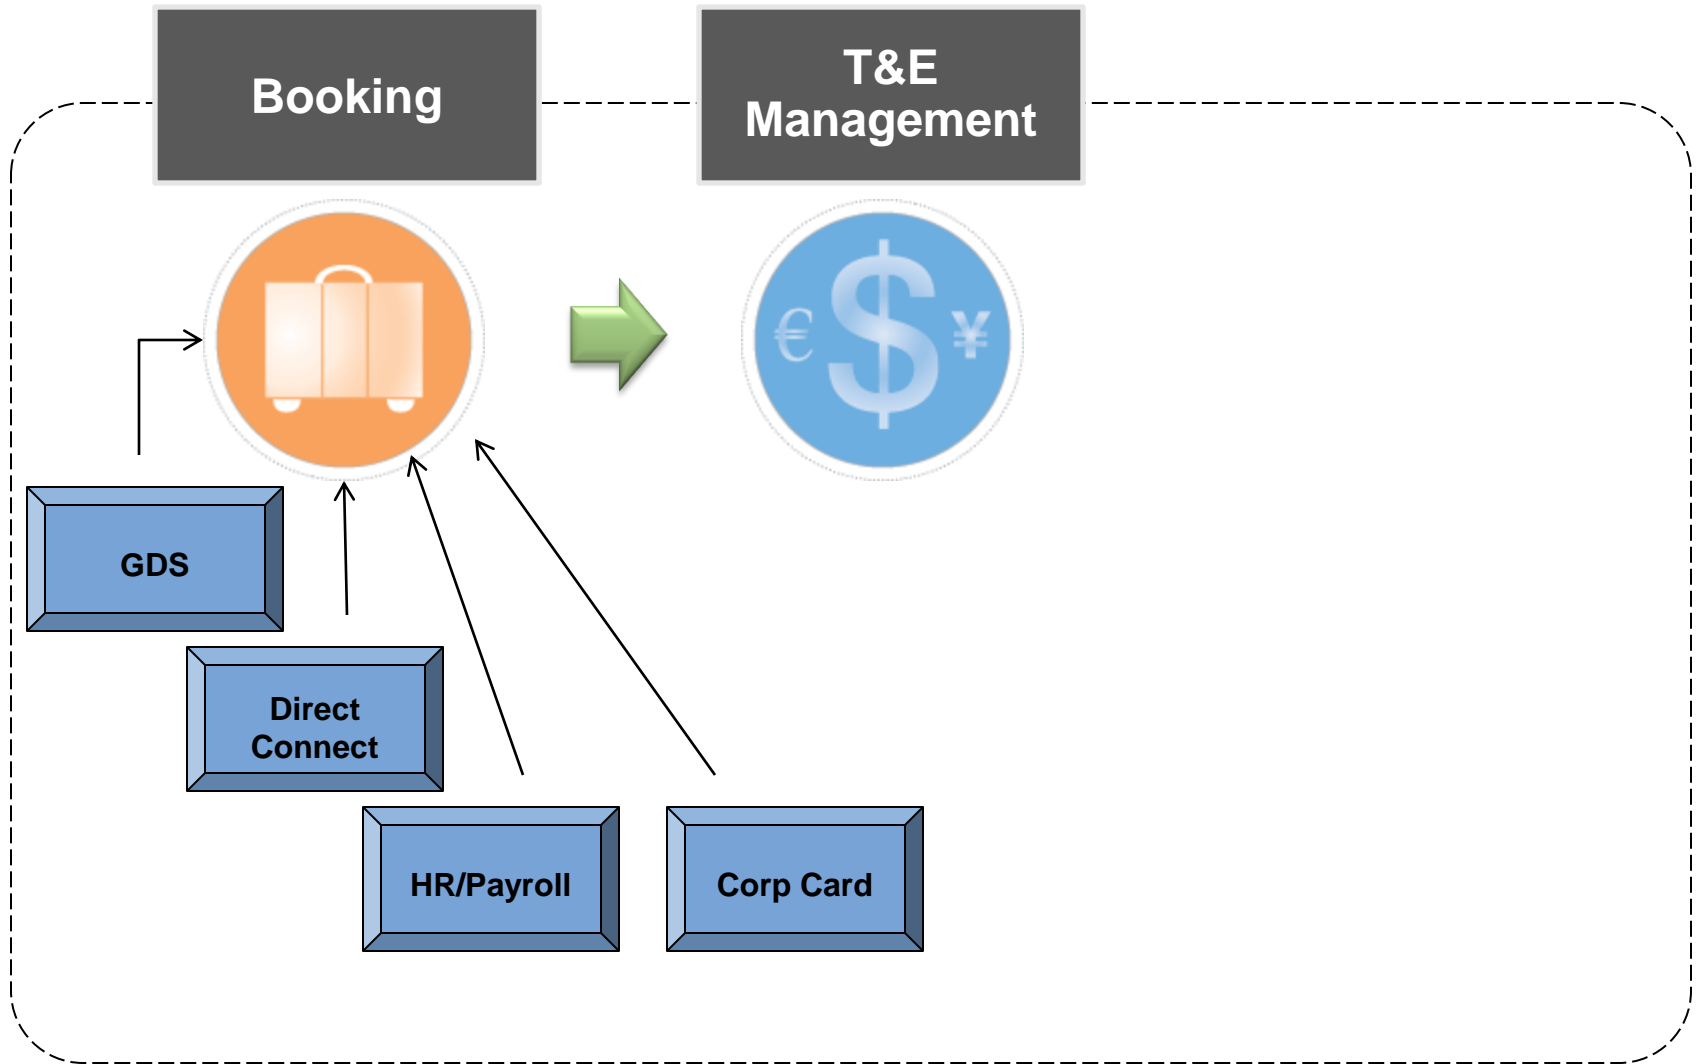 Booking
T&E
Management
€ $ ¥
GDS
Direct
Connect
HR/Payroll
Corp Card